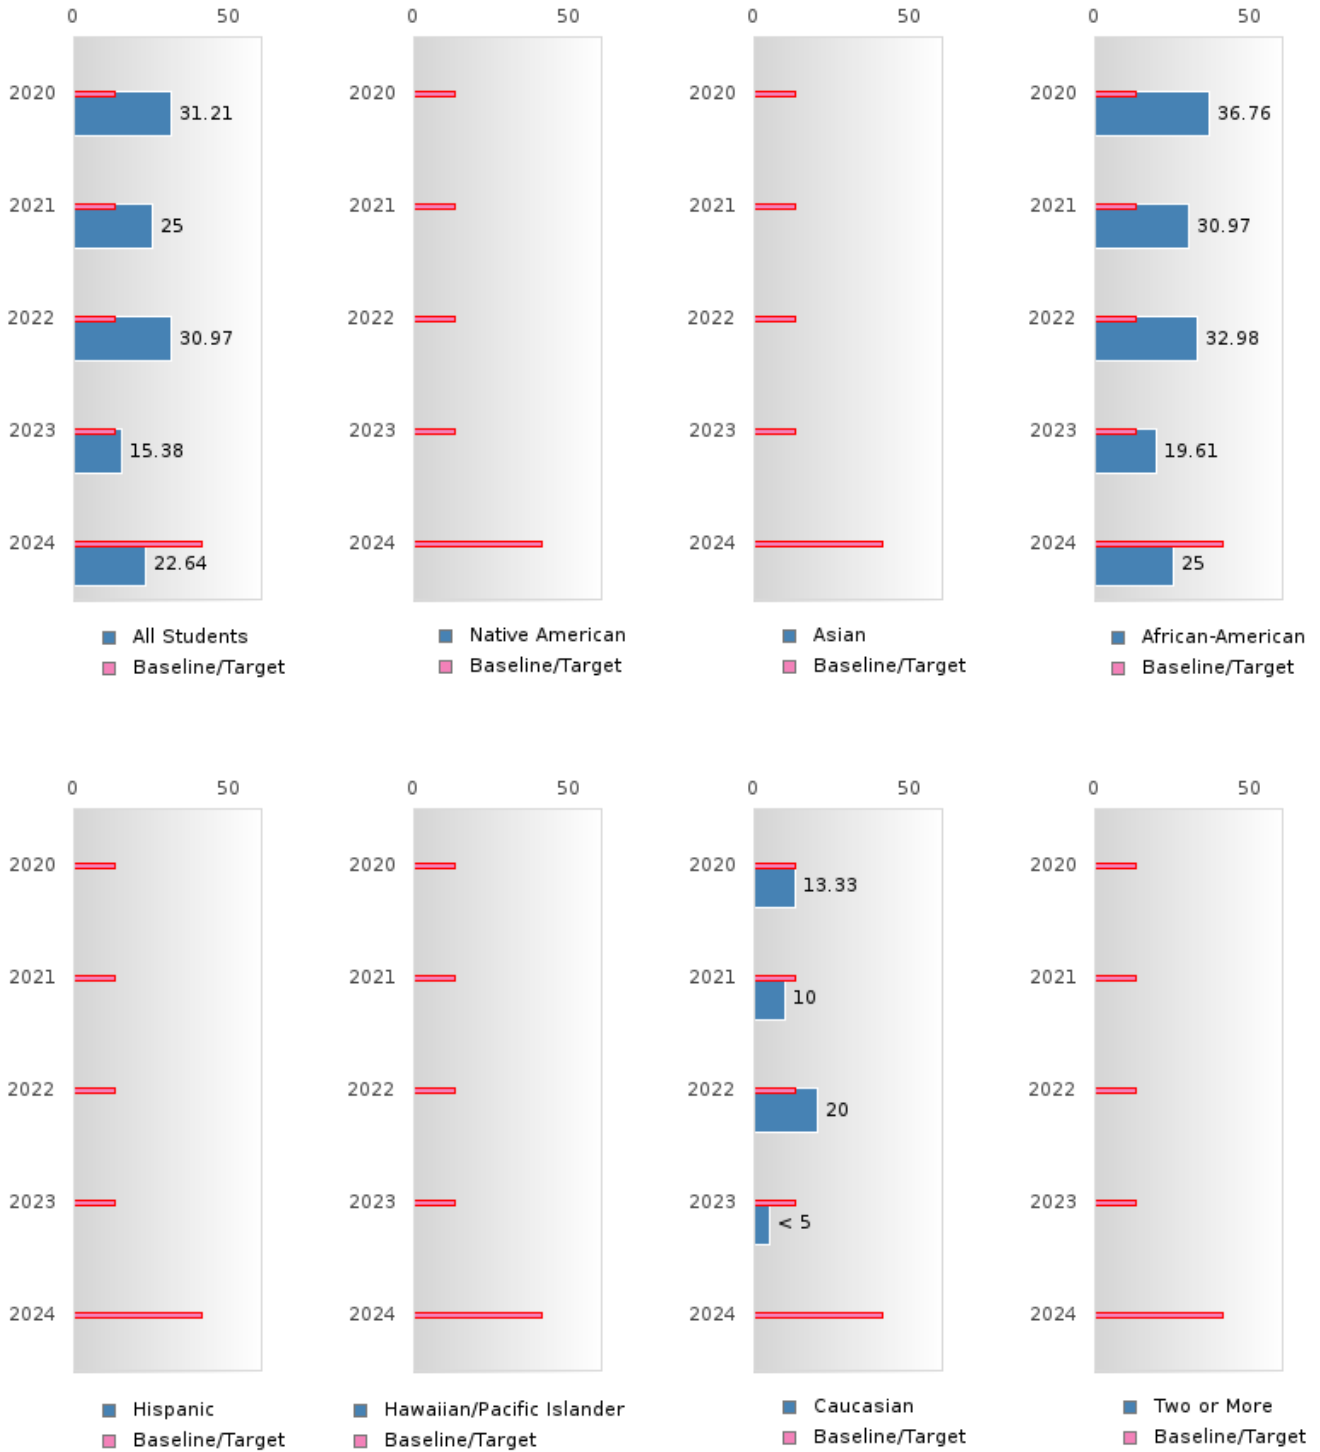 0 50 0 50 0 50 0 50
2020 31.21 2020 2020 2020 36.76
2021 25 2021 2021 2021 30.97
2022 30.97 2022 2022 2022 32.98
2023 15.38 2023 2023 2023 19.61
2024 22.64 2024 2024 2024 25
All Students Native American Asian African-American
Baseline/Target Baseline/Target Baseline/Target Baseline/Target
0 50 0 50 0 50 0 50
2020 2020 2020 13.33 2020
2021 2021 2021 10 2021
2022 2022 2022 20 2022
2023 2023 2023 < 5 2023
2024 2024 2024 2024
Hispanic Hawaiian/Pacific Islander Caucasian Two or More
Baseline/Target Baseline/Target Baseline/Target Baseline/Target